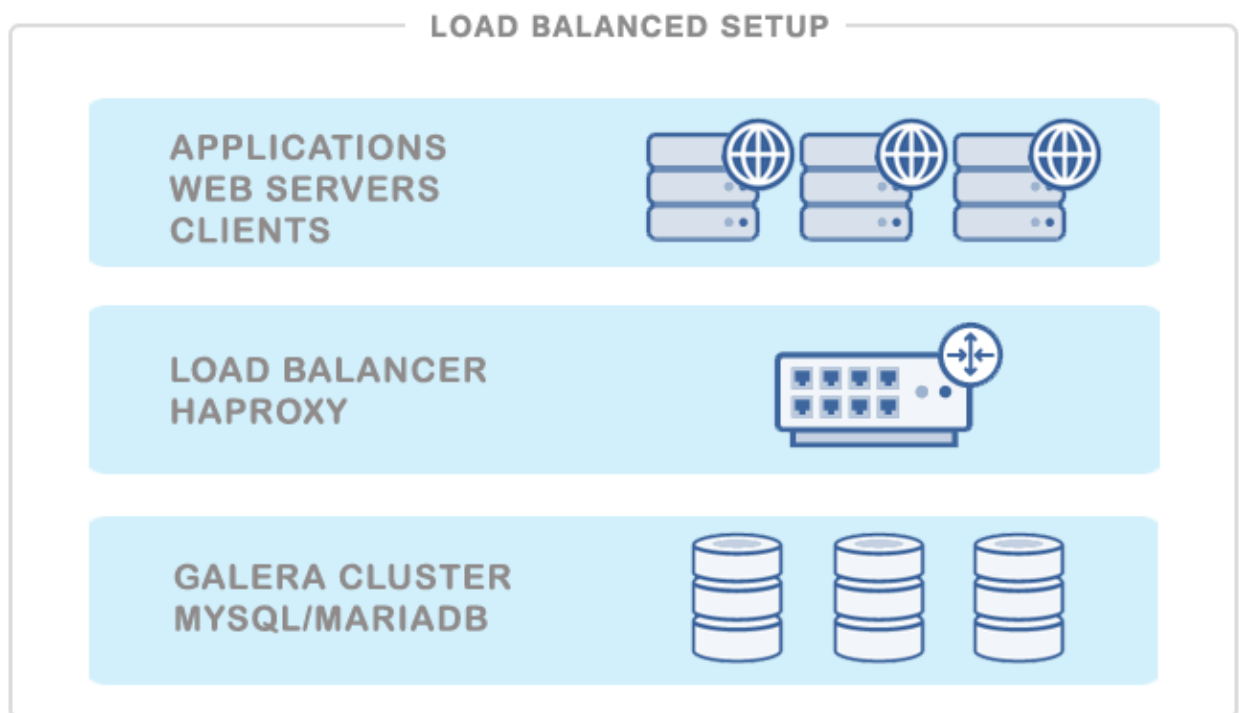 LOAD BALANCED SETUP
APPLICATIONS
WEB SERVERS
CLIENTS
LOAD BALANCER
HAPROXY
GALERA CLUSTER
MYSQL/MARIADB